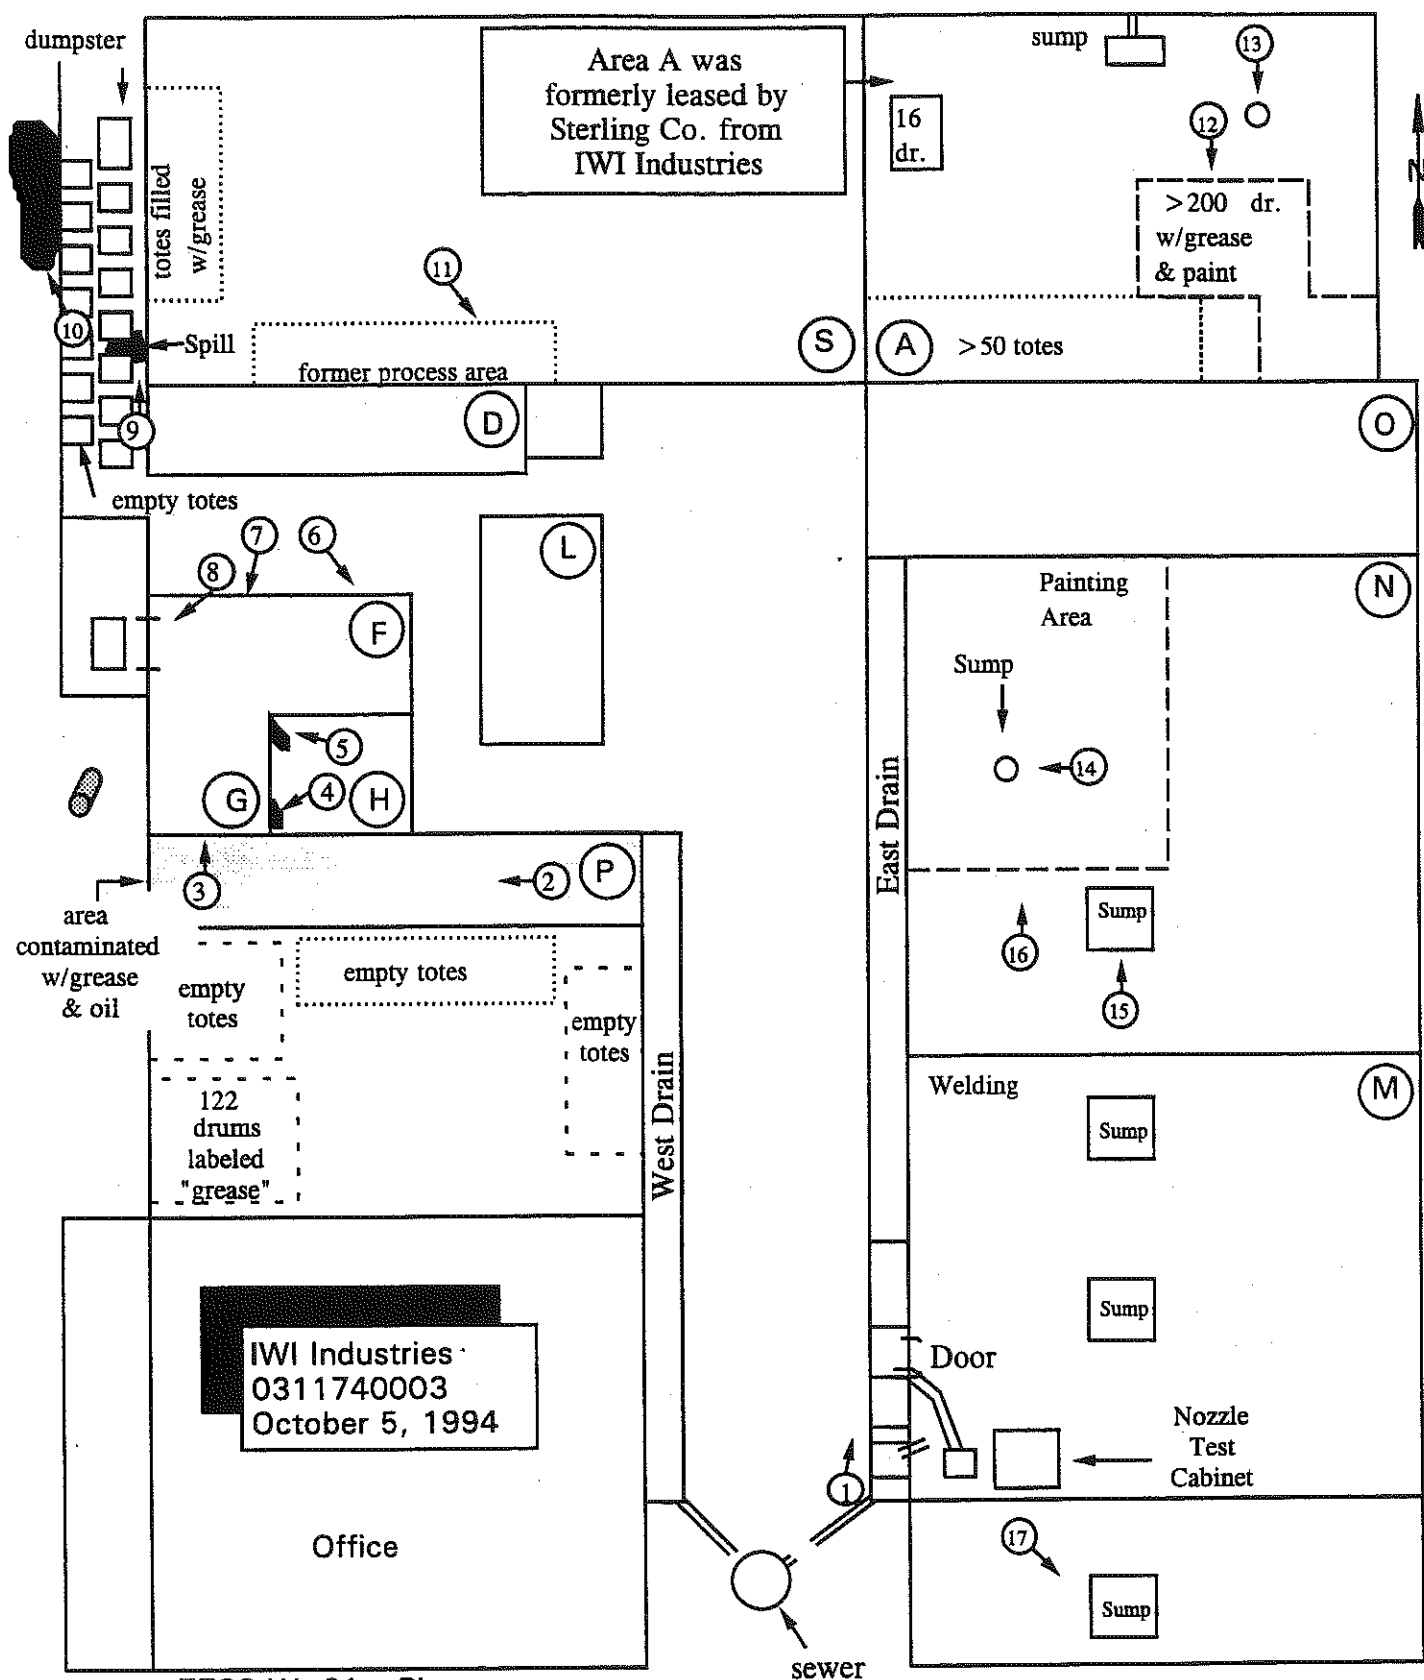 dumpster
Area A was
formerly leased by
Sterling Co. from
IWI Industries
sump
13
16
dr.
12
N
totes filled
w/grease
>200 dr.
w/grease
& paint
11
10
Spill
S
A
>50 totes
former process area
9
D
O
empty totes
7
6
L
8
Painting
Area
N
F
Sump
5
14
4
G
H
East Drain
3
2
P
area
contaminated
w/grease
& oil
Sump
16
empty
totes
empty totes
empty
totes
15
West Drain
Welding
M
122
drums
labeled
"grease"
Sump
Sump
IWI Industries
0311740003
October 5, 1994
Door
Nozzle
Test
Cabinet
1
Office
17
Sump
sewer